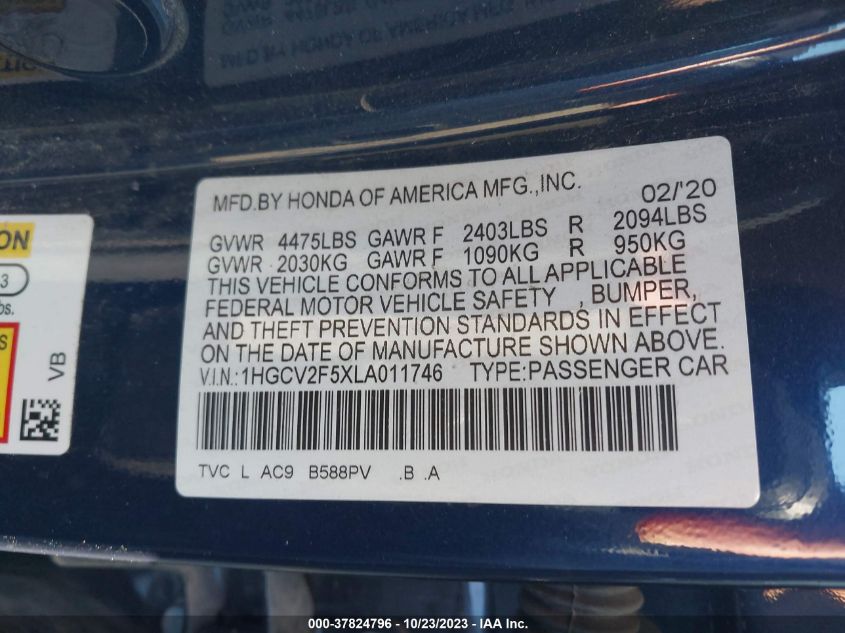 MFD.BY HONDA OF AMERICA MFG.,INC. 02/'20
GVWR 4475LBS GAWR F 2403LBS R 2094LBS
GVWR 2030KG GAWR F 1090KG R 950KG
THIS VEHICLE CONFORMS TO ALL APPLICABLE
FEDERAL MOTOR VEHICLE SAFETY , BUMPER,
AND THEFT PREVENTION STANDARDS IN EFFECT
ON THE DATE OF MANUFACTURE SHOWN ABOVE.
V.I.N.:1HGCV2F5XLA011746 TYPE:PASSENGER CAR
TVC L AC9 B588PV .B .A
ON
3
bs.
S
VB
000-37824796 - 10/23/2023 - IAA Inc.